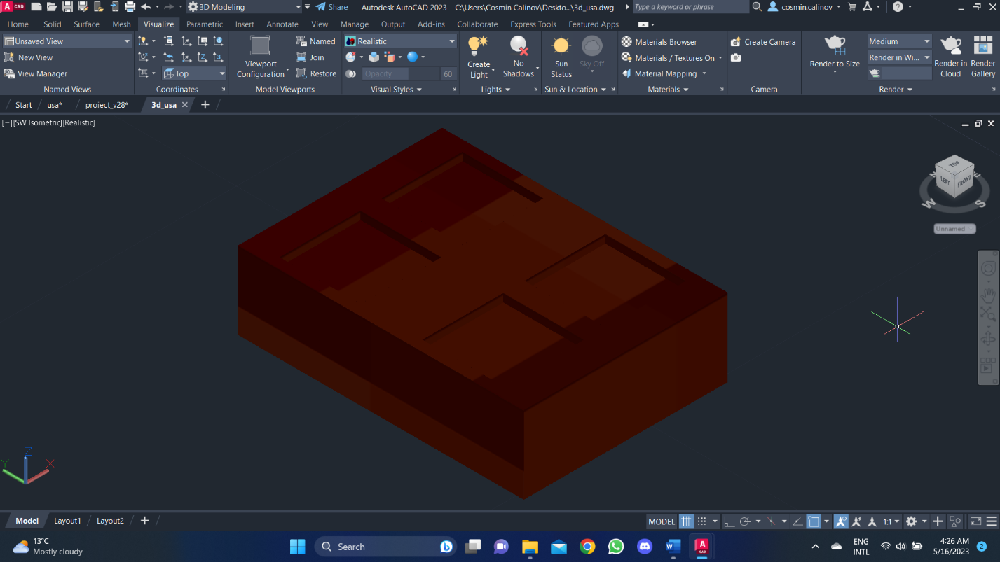 A CAD 3D Modeling Share Autodesk AutoCAD 2023 C:\Users\Cosmin Calinov\Deskto...\3d_usa.dwg Type a keyword or phrase cosmin.calinov
Home Solid Surface Mesh Visualize Parametric Insert Annotate View Manage Output Add-ins Collaborate Express Tools Featured Apps
Unsaved View
New View
View Manager
Named Views
Top
Coordinates
Viewport
Configuration
Named
Join
Restore
Model Viewports
Realistic
Opacity 60
Visual Styles
Create
Light
No
Shadows
Lights
Sun
Status
Sky Off
Sun & Location
Materials Browser
Materials / Textures On
Material Mapping
Materials
Create Camera
Camera
Render to Size
Medium
Render in Wi...
Render in
Cloud
Render
Gallery
Render
Start usa* proiect_v28* 3d_usa
[−][SW Isometric][Realistic]
TOP
LEFT FRONT
W S
Unnamed
Z
Y X
Model Layout1 Layout2 MODEL 1:1
13°C
Mostly cloudy
Search
A
CAD
ENG
INTL
4:26 AM
5/16/2023
2